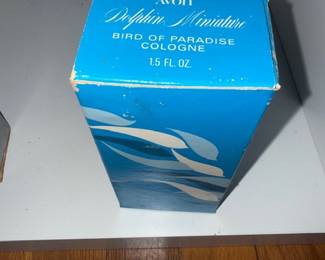 AVON
Dolphin Miniature
BIRD OF PARADISE
COLOGNE
1.5 FL. OZ.